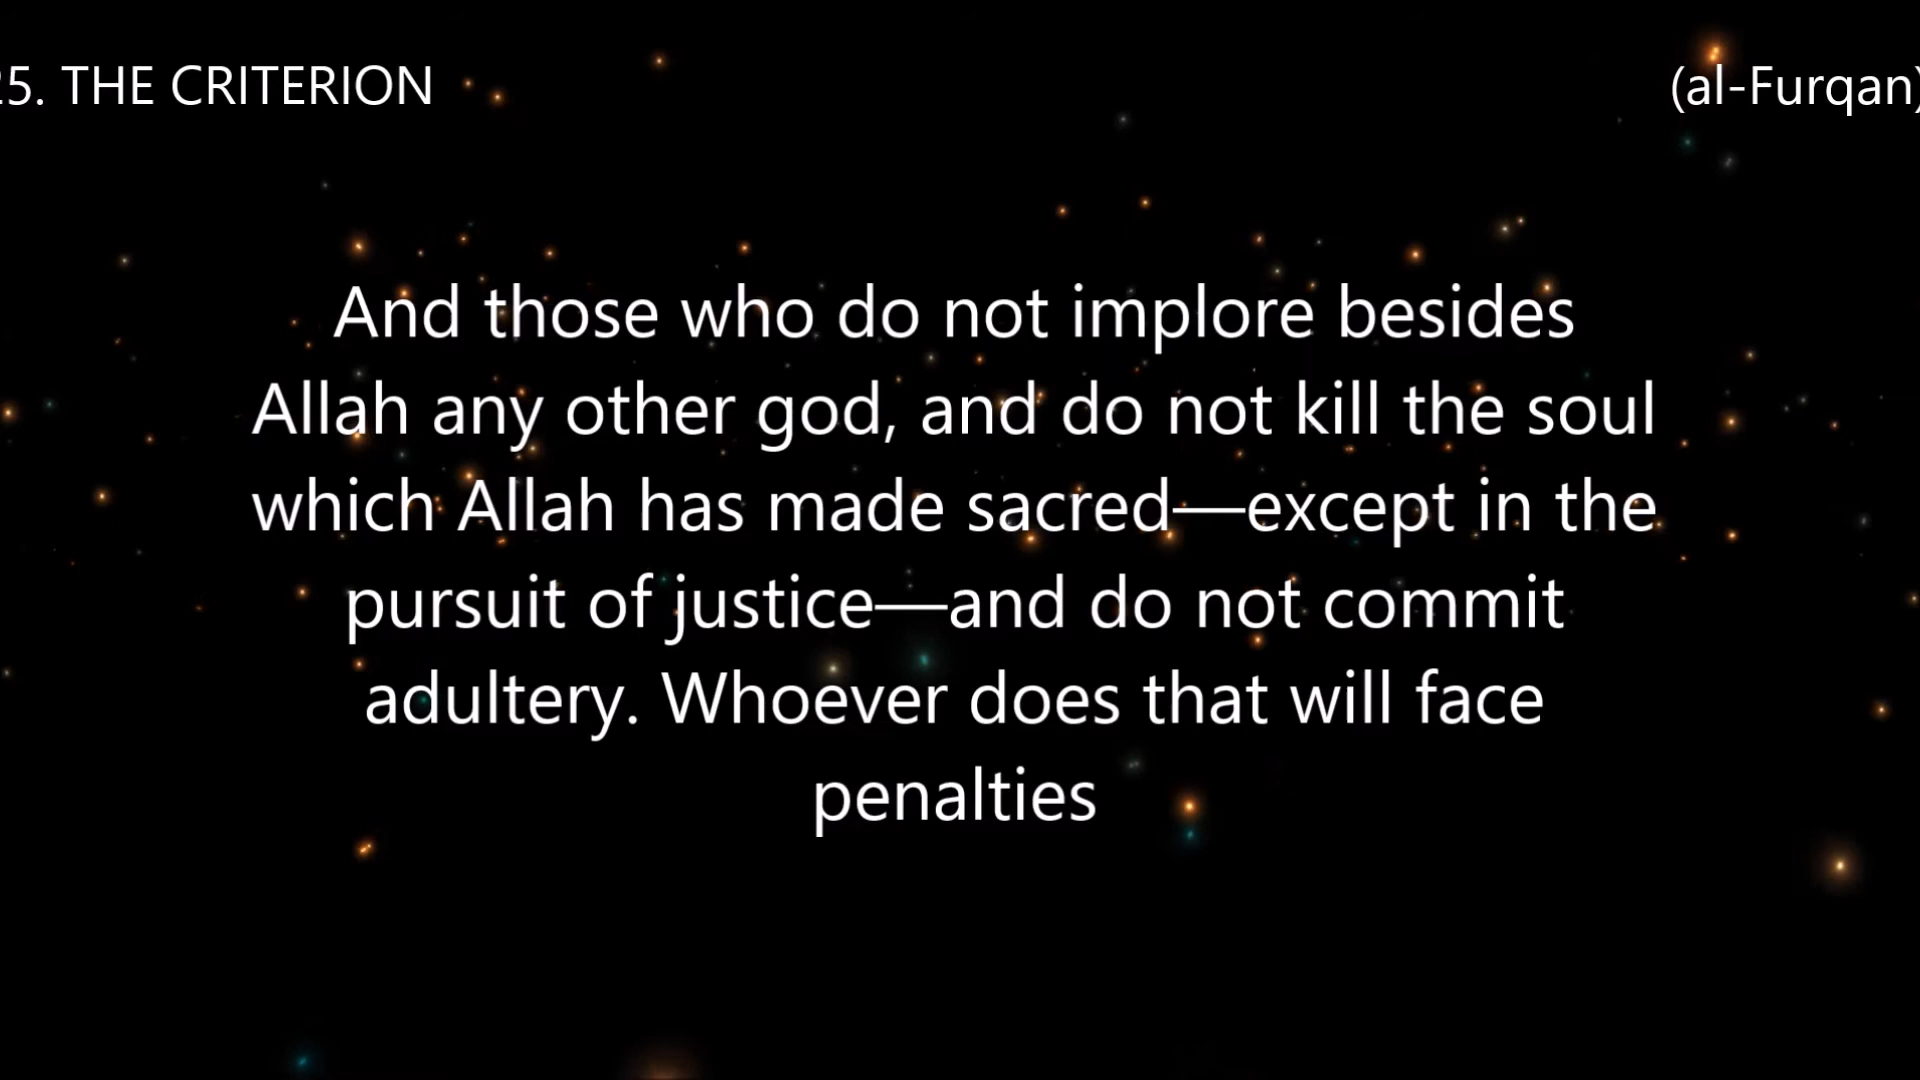 25. THE CRITERION
(al-Furqan)
And those who do not implore besides
Allah any other god, and do not kill the soul
which Allah has made sacred—except in the
pursuit of justice—and do not commit
adultery. Whoever does that will face
penalties